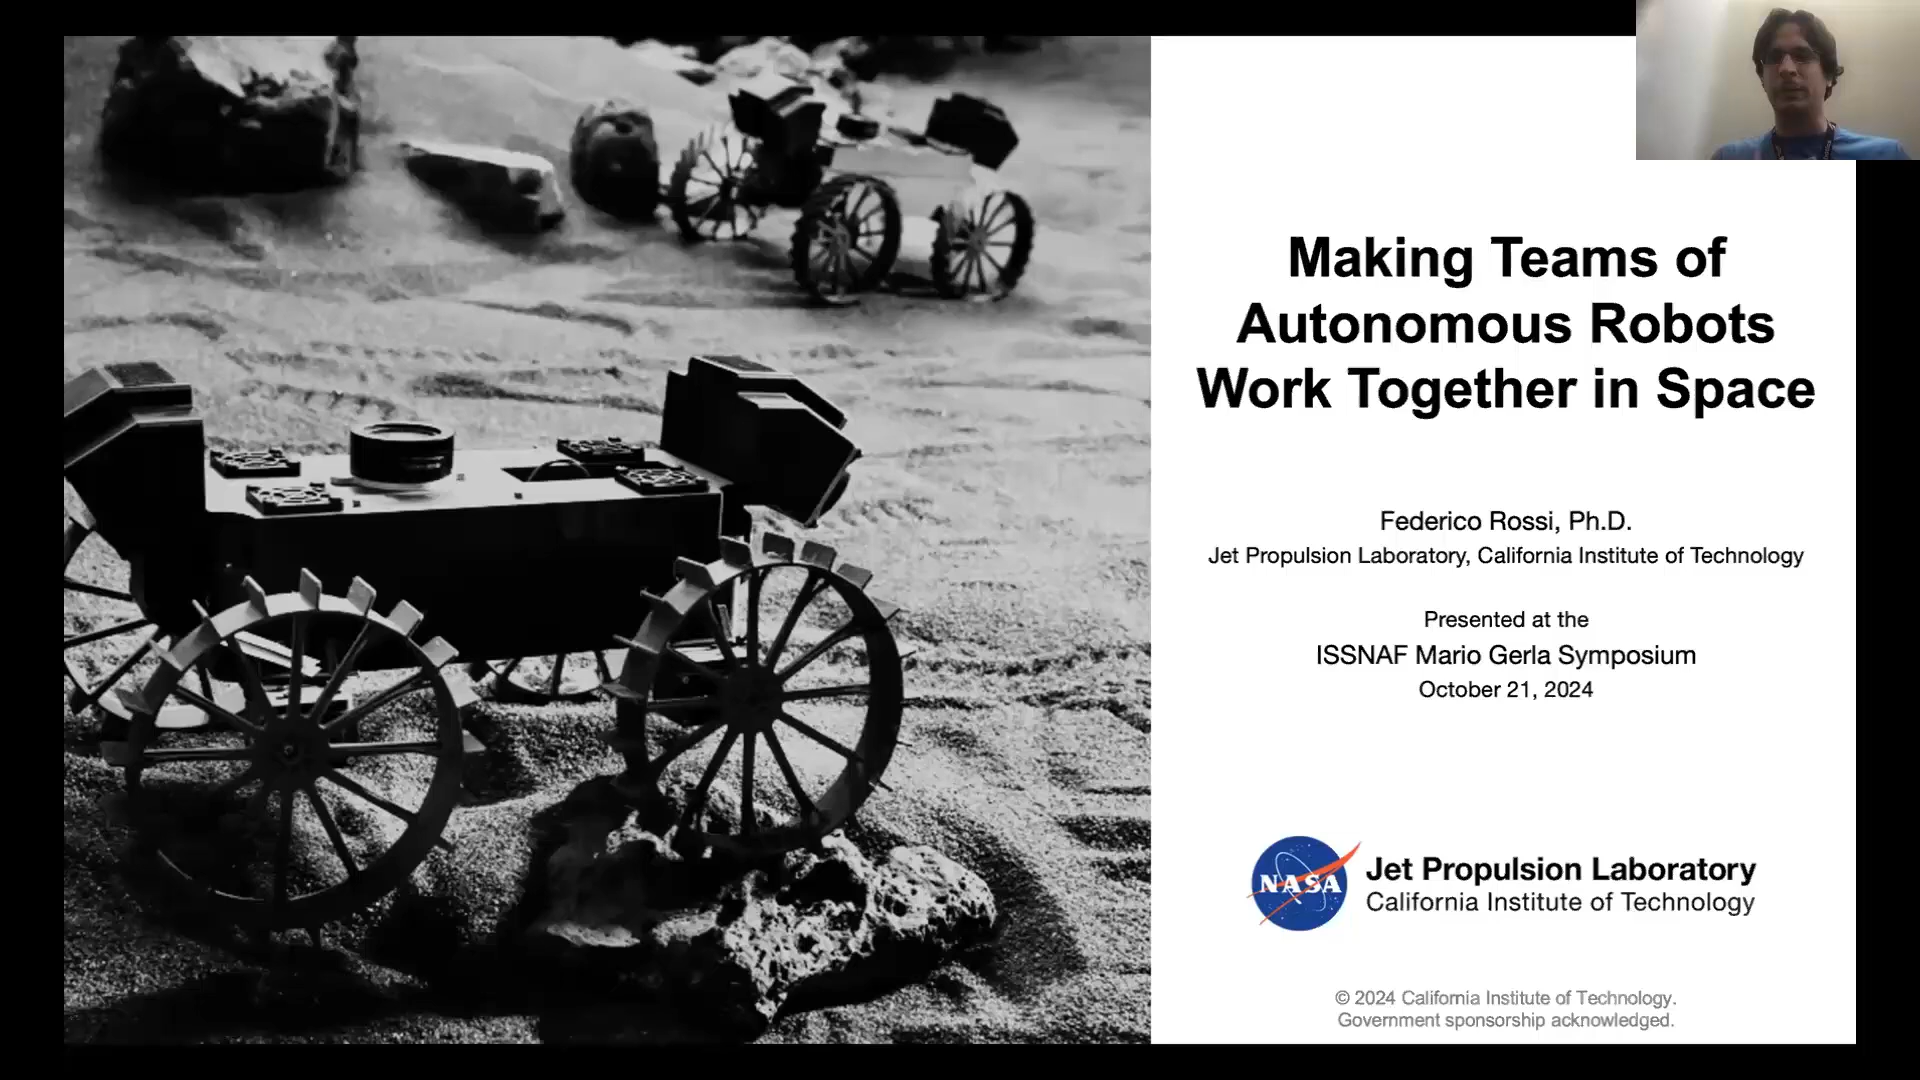 Making Teams of
Autonomous Robots
Work Together in Space
Federico Rossi, Ph.D.
Jet Propulsion Laboratory, California Institute of Technology
Presented at the
ISSNAF Mario Gerla Symposium
October 21, 2024
NASA
Jet Propulsion Laboratory
California Institute of Technology
© 2024 California Institute of Technology.
Government sponsorship acknowledged.